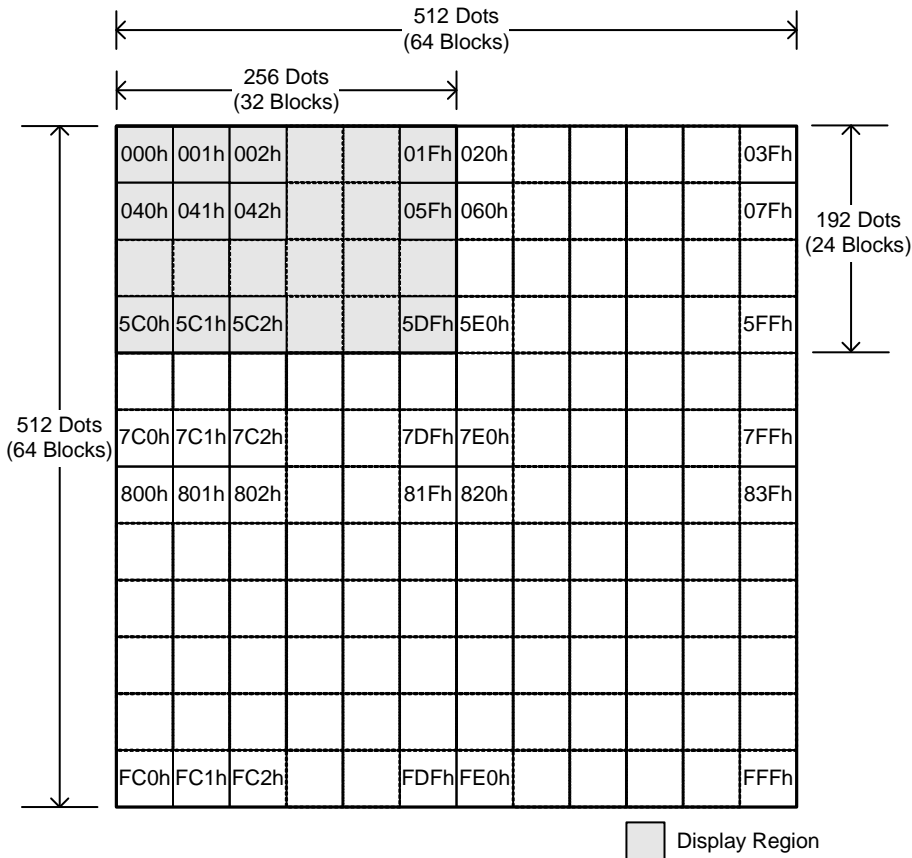 512 Dots
(64 Blocks)
256 Dots
(32 Blocks)
000h 001h 002h 01Fh 020h 03Fh
040h 041h 042h 05Fh 060h 07Fh
192 Dots
(24 Blocks)
5C0h 5C1h 5C2h 5DFh 5E0h 5FFh
512 Dots
(64 Blocks)
7C0h 7C1h 7C2h 7DFh 7E0h 7FFh
800h 801h 802h 81Fh 820h 83Fh
FC0h FC1h FC2h FDFh FE0h FFFh
Display Region